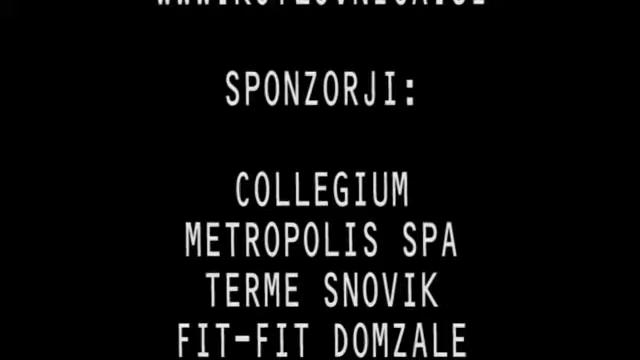 SPONZORJI:
COLLEGIUM
METROPOLIS SPA
TERME SNOVIK
FIT-FIT DOMZALE